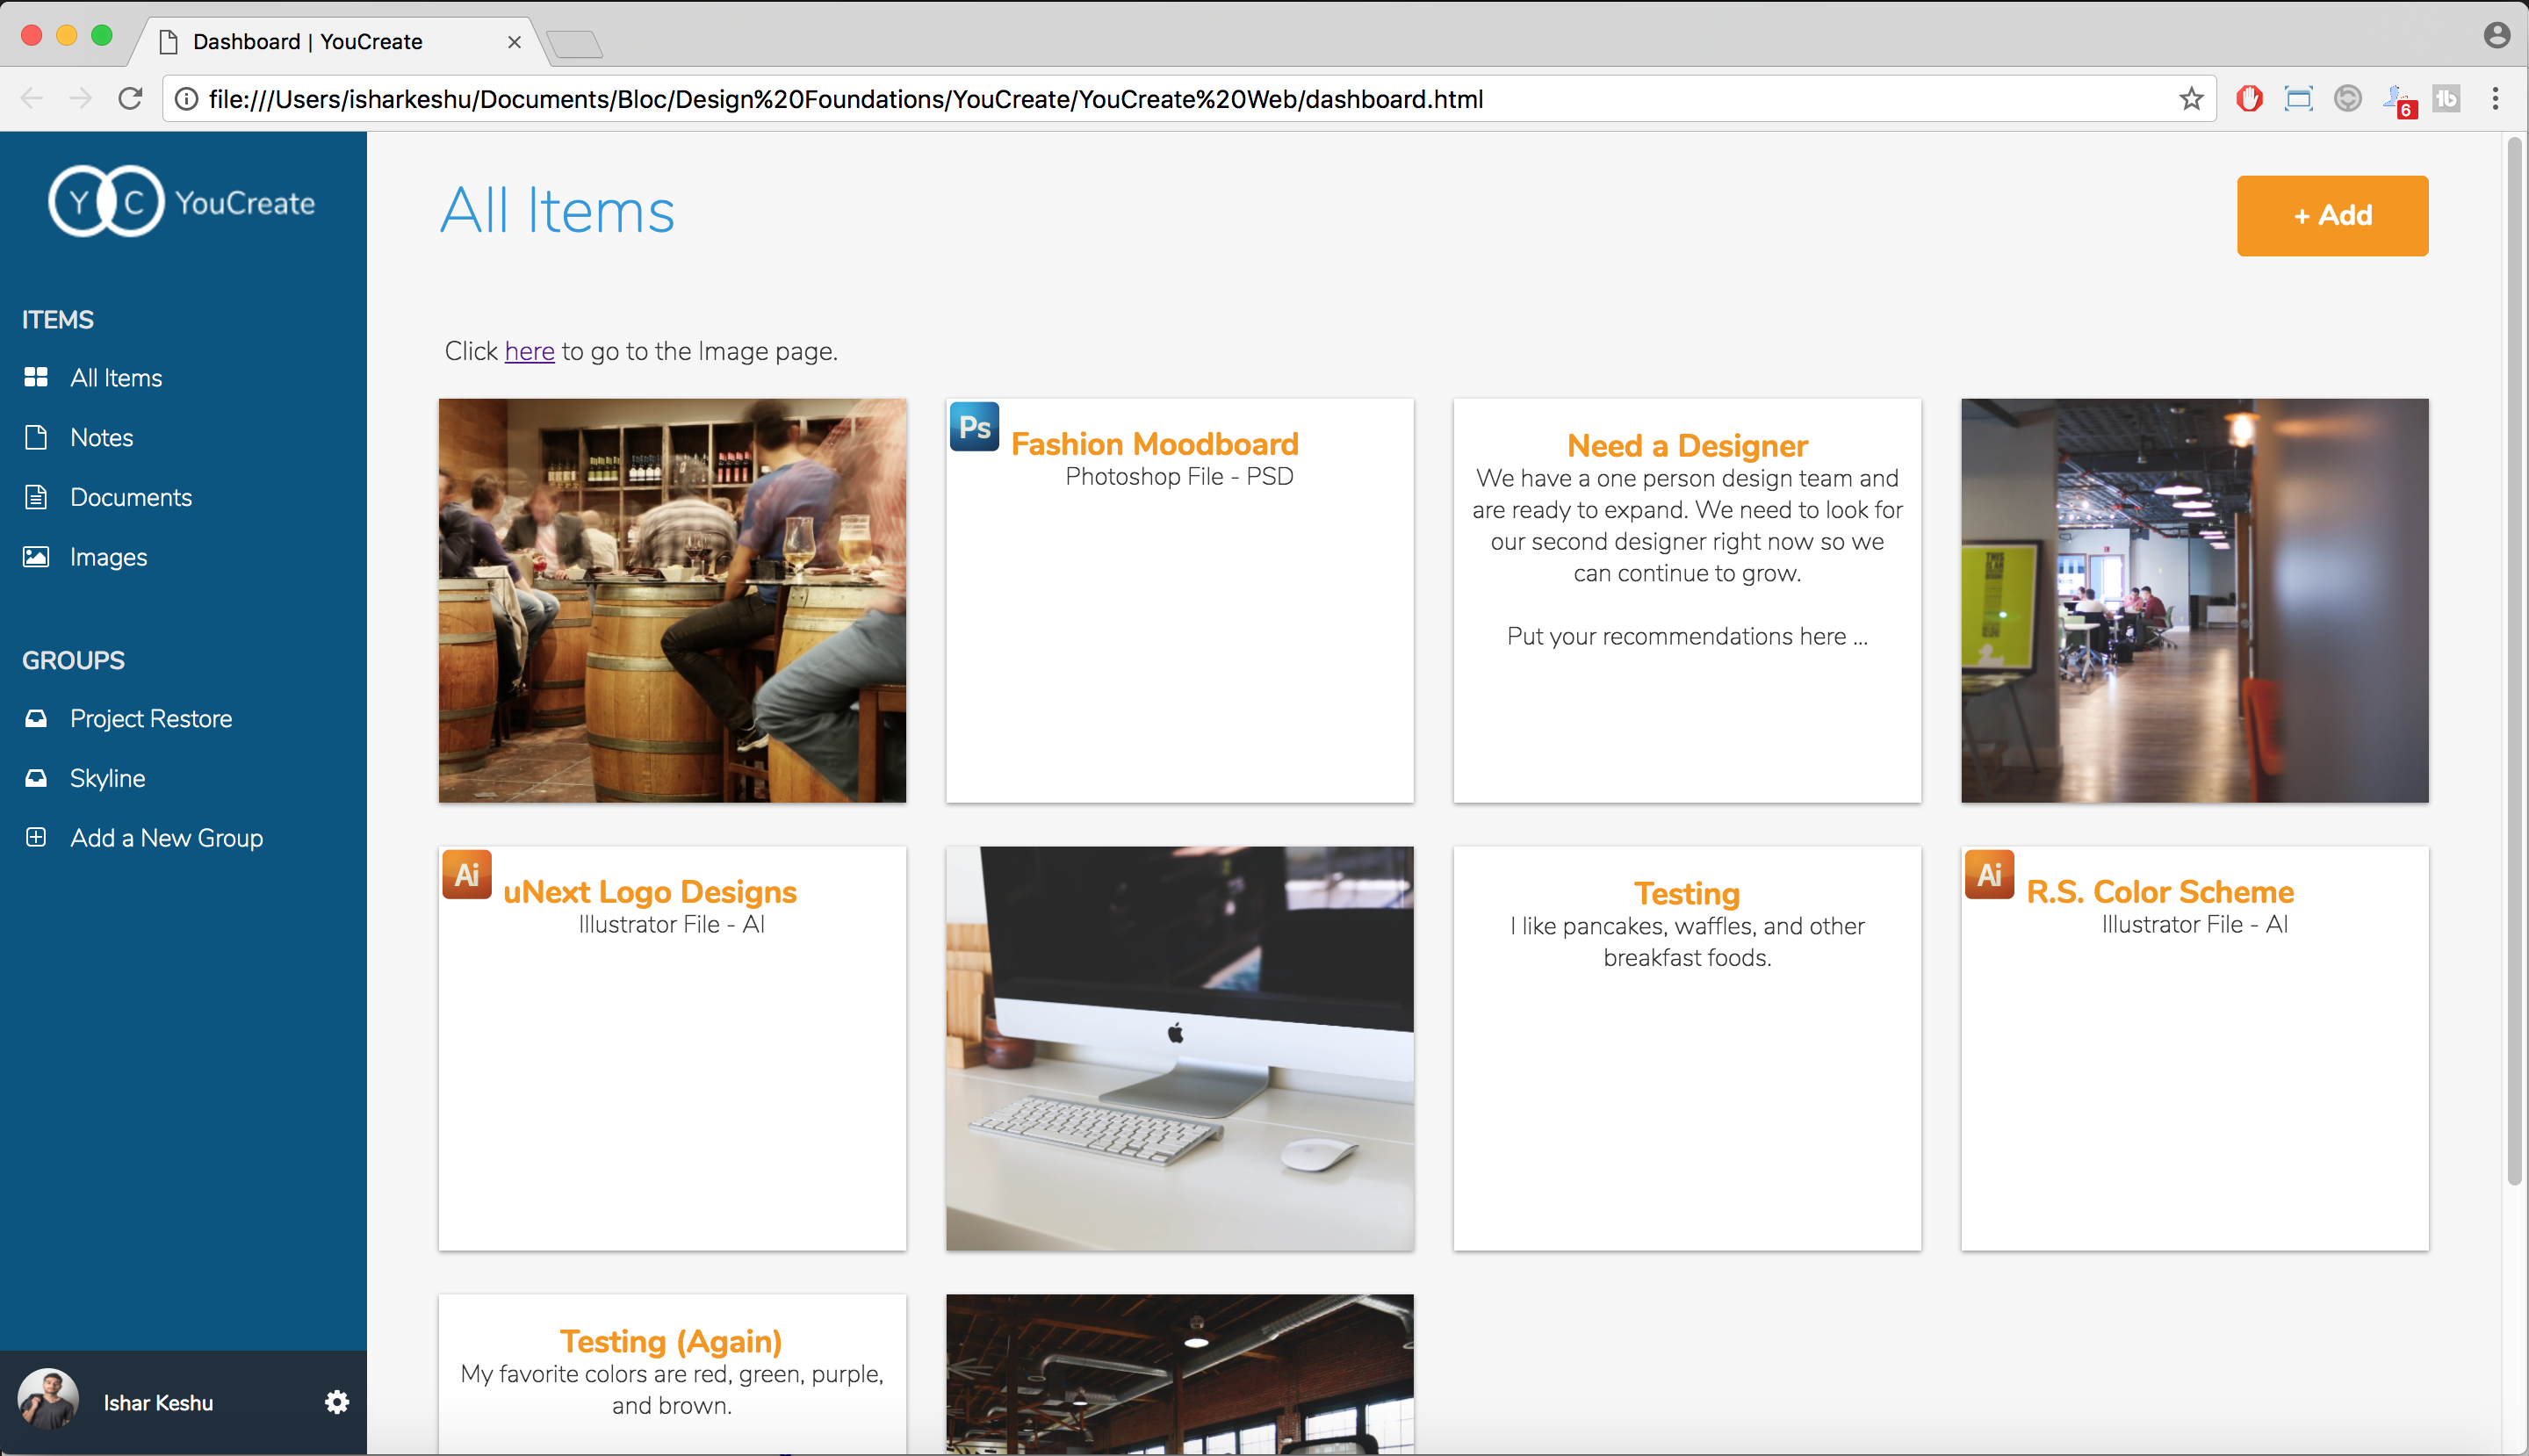 Dashboard | YouCreate
file:///Users/isharkeshu/Documents/Bloc/Design%20Foundations/YouCreate/YouCreate%20Web/dashboard.html
6
Y C YouCreate
ITEMS
All Items
Notes
Documents
Images
GROUPS
Project Restore
Skyline
Add a New Group
Ishar Keshu
All Items
+ Add
Click here to go to the Image page.
Ps
Fashion Moodboard
Photoshop File - PSD
Need a Designer
We have a one person design team and
are ready to expand. We need to look for
our second designer right now so we
can continue to grow.
Put your recommendations here ...
THIS
IS AN
Ai
uNext Logo Designs
Illustrator File - AI
Testing
I like pancakes, waffles, and other
breakfast foods.
Ai
R.S. Color Scheme
Illustrator File - AI
Testing (Again)
My favorite colors are red, green, purple,
and brown.